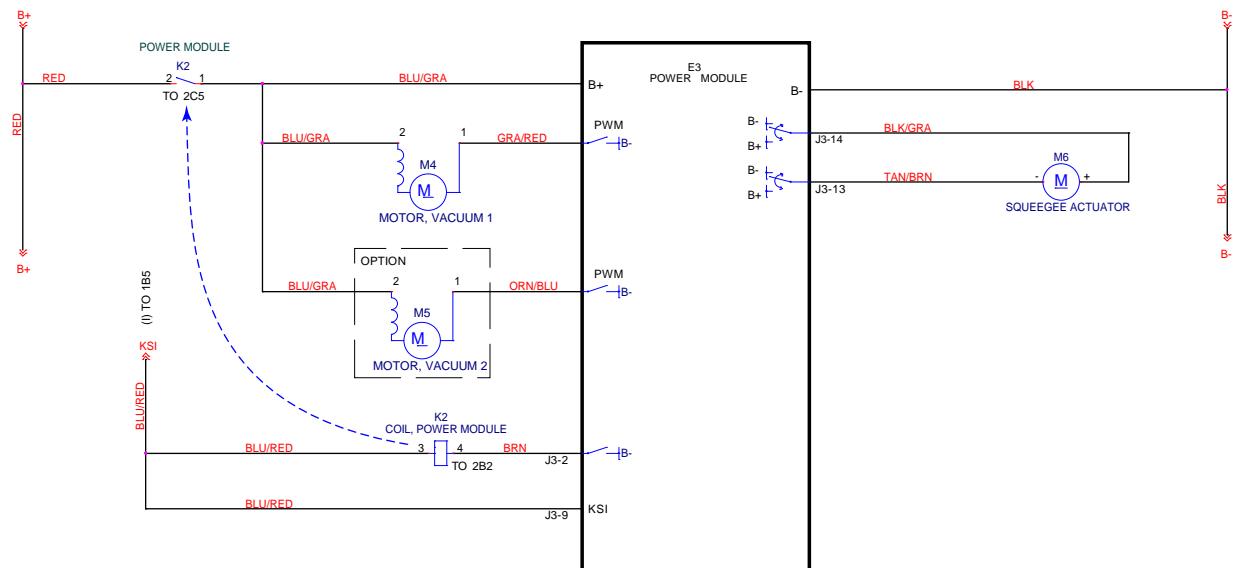 B+
B-
POWER MODULE
K2
RED
2
1
BLU/GRA
TO 2C5
E3
POWER MODULE
B+
B-
BLK
RED
BLU/GRA
2
1
GRA/RED
PWM
B-
M4
M
MOTOR, VACUUM 1
B-
B+
J3-14
BLK/GRA
B-
B+
J3-13
TAN/BRN
M6
-
M
+
SQUEEGEE ACTUATOR
BLK
B+
B-
OPTION
BLU/GRA
2
1
ORN/BLU
PWM
B-
M5
M
MOTOR, VACUUM 2
(I) TO 1B5
KSI
BLU/RED
K2
COIL, POWER MODULE
BLU/RED
3
4
BRN
TO 2B2
J3-2
B-
BLU/RED
J3-9
KSI